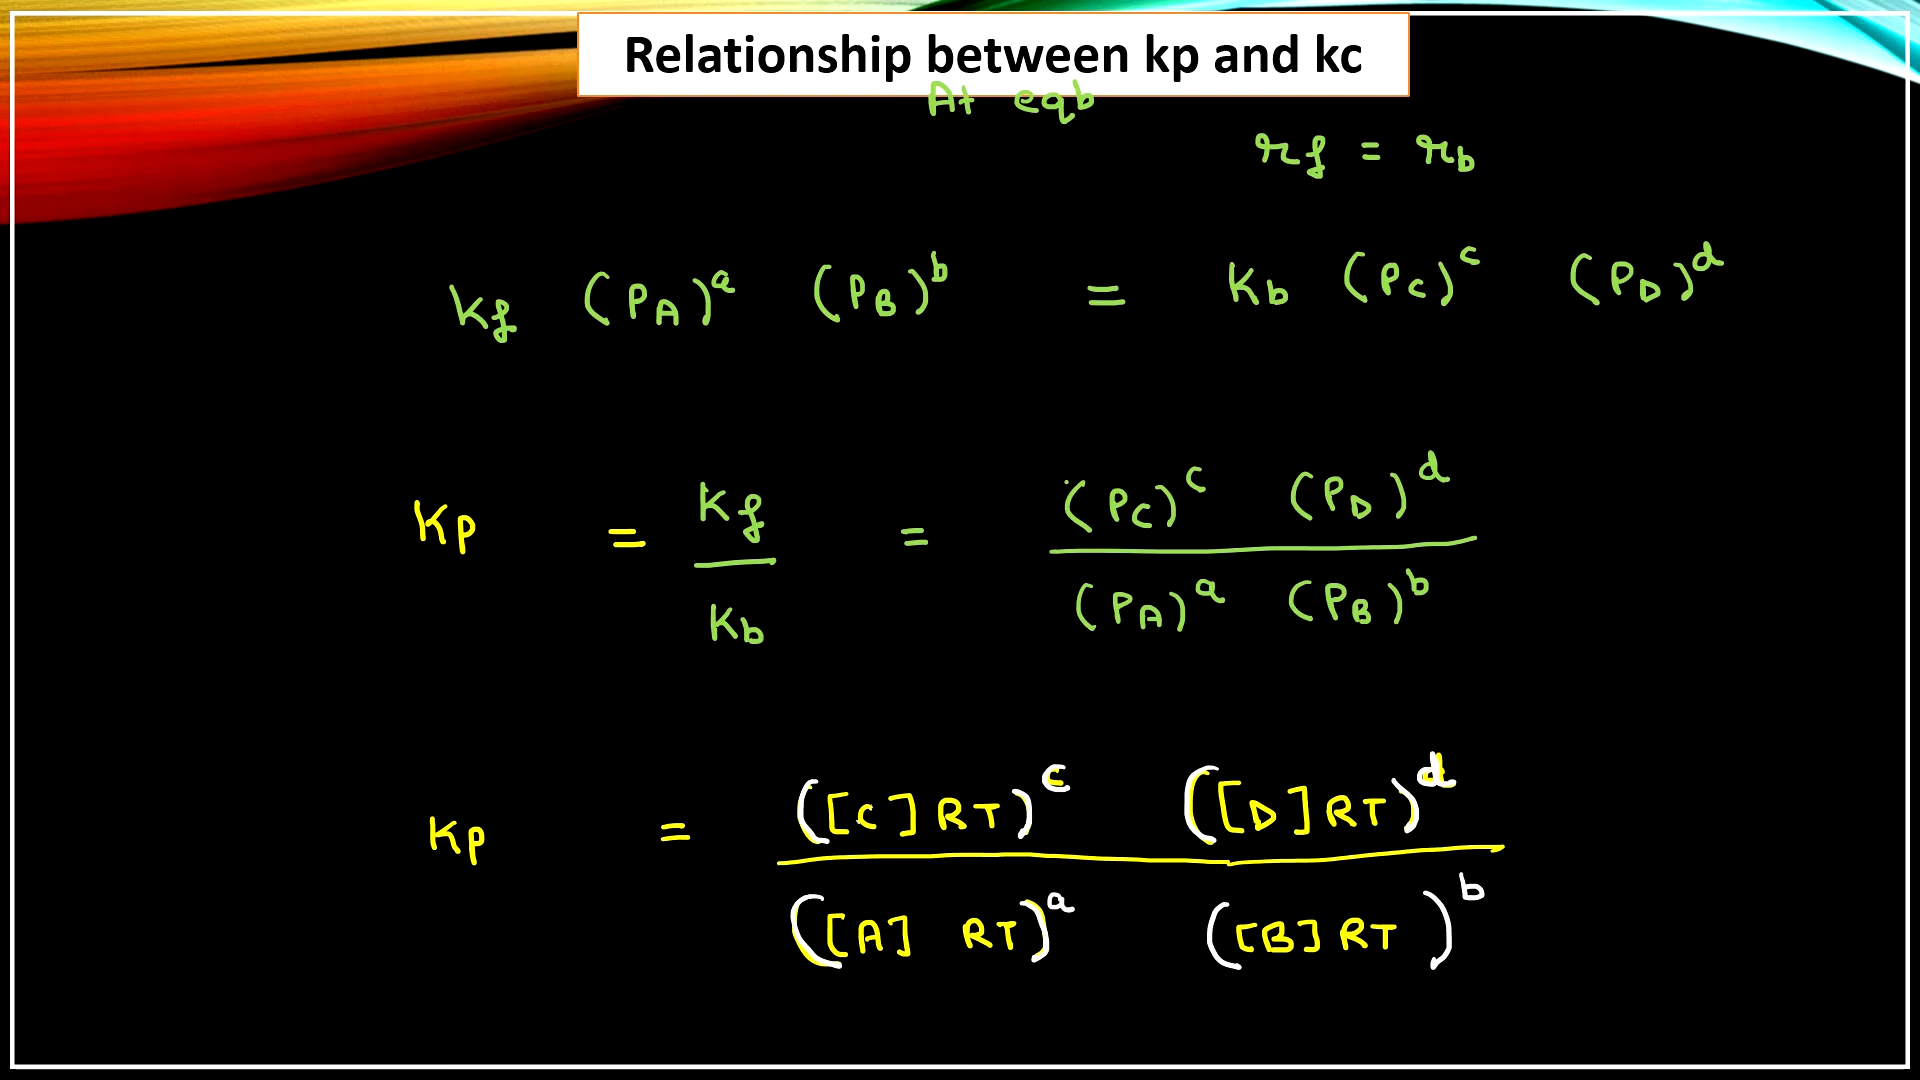 Relationship between kp and kc
At eqb
rf = rb
Kf (PA)^a (PB)^b = Kb (PC)^c (PD)^d
Kp = Kf / Kb = (PC)^c (PD)^d / (PA)^a (PB)^b
Kp = ([C] RT)^c ([D] RT)^d / ([A] RT)^a ([B] RT)^b